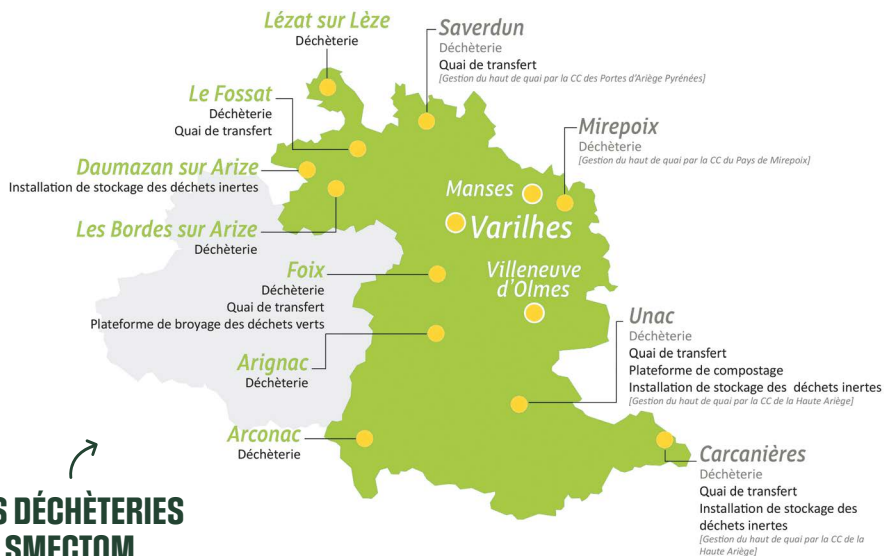 Lézat sur Lèze
Déchèterie
Saverdun
Déchèterie
Quai de transfert
[Gestion du haut de quai par la CC des Portes d'Ariège Pyrénées]
Le Fossat
Déchèterie
Quai de transfert
Mirepoix
Déchèterie
[Gestion du haut de quai par la CC du Pays de Mirepoix]
Daumazan sur Arize
Installation de stockage des déchets inertes
Manses
Varilhes
Les Bordes sur Arize
Déchèterie
Foix
Déchèterie
Quai de transfert
Plateforme de broyage des déchets verts
Villeneuve
d'Olmes
Unac
Déchèterie
Quai de transfert
Plateforme de compostage
Installation de stockage des déchets inertes
[Gestion du haut de quai par la CC de la Haute Ariège]
Arignac
Déchèterie
Arconac
Déchèterie
Carcanières
Déchèterie
Quai de transfert
Installation de stockage des
déchets inertes
[Gestion du haut de quai par la CC de la
Haute Ariège]
S DÉCHÈTERIES
SMECTOM